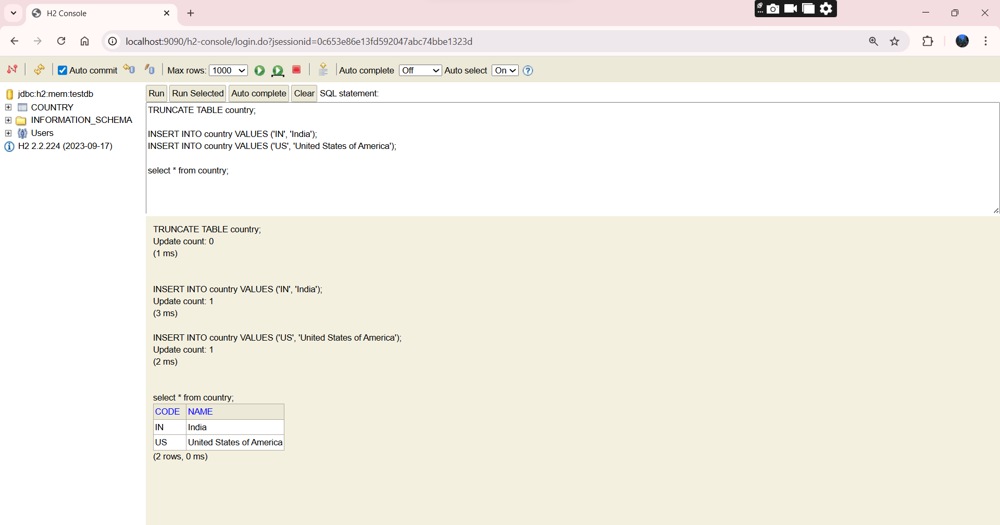 H2 Console
localhost:9090/h2-console/login.do?jsessionid=0c653e86e13fd592047abc74bbe1323d
Auto commit Max rows: 1000 Auto complete Off Auto select On ?
jdbc:h2:mem:testdb
COUNTRY
INFORMATION_SCHEMA
Users
H2 2.2.224 (2023-09-17)
Run Run Selected Auto complete Clear SQL statement:
TRUNCATE TABLE country;
INSERT INTO country VALUES ('IN', 'India');
INSERT INTO country VALUES ('US', 'United States of America');
select * from country;
TRUNCATE TABLE country;
Update count: 0
(1 ms)
INSERT INTO country VALUES ('IN', 'India');
Update count: 1
(3 ms)
INSERT INTO country VALUES ('US', 'United States of America');
Update count: 1
(2 ms)
select * from country;
CODE NAME
IN India
US United States of America
(2 rows, 0 ms)